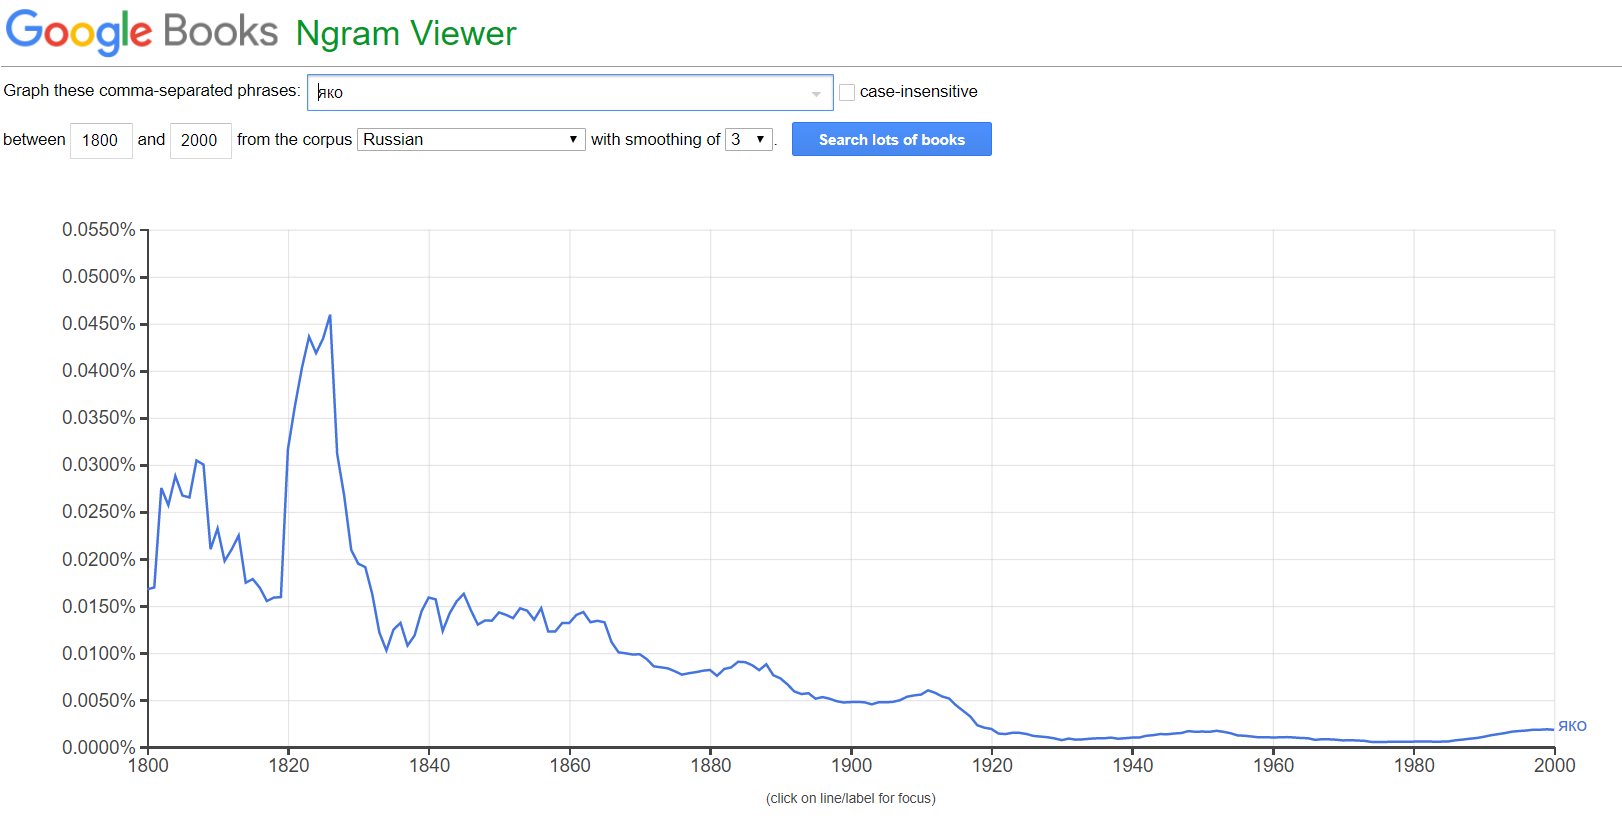 Google Books Ngram Viewer
Graph these comma-separated phrases: яко case-insensitive
between 1800 and 2000 from the corpus Russian with smoothing of 3 . Search lots of books
0.0550%
0.0500%
0.0450%
0.0400%
0.0350%
0.0300%
0.0250%
0.0200%
0.0150%
0.0100%
0.0050%
0.0000%
яко
1800 1820 1840 1860 1880 1900 1920 1940 1960 1980 2000
(click on line/label for focus)